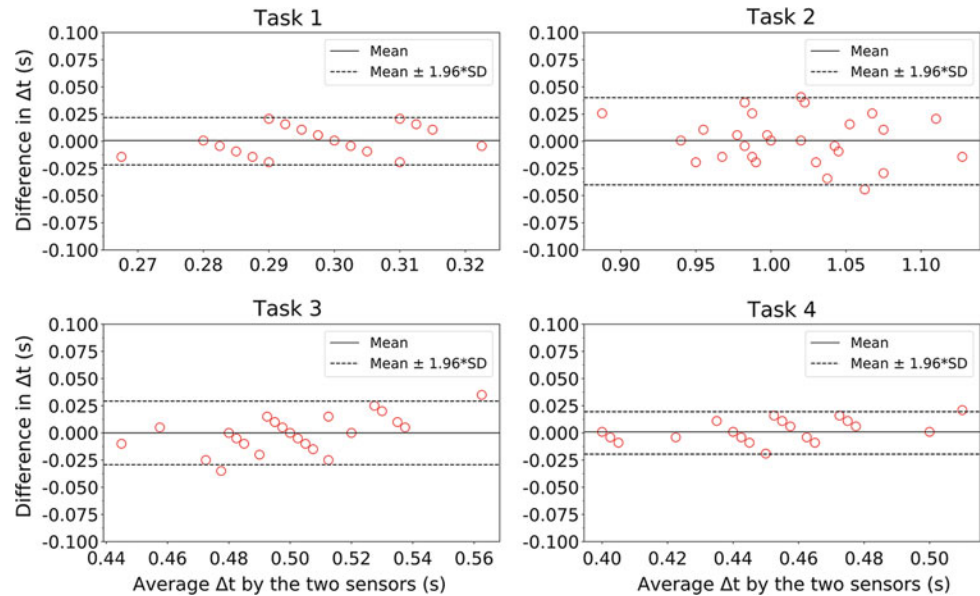 Task 1
Task 2
Difference in Δt (s)
0.100
0.075
0.050
0.025
0.000
-0.025
-0.050
-0.075
-0.100
Mean
Mean ± 1.96*SD
0.27 0.28 0.29 0.30 0.31 0.32
0.100
0.075
0.050
0.025
0.000
-0.025
-0.050
-0.075
-0.100
Mean
Mean ± 1.96*SD
0.90 0.95 1.00 1.05 1.10
Task 3
Task 4
Difference in Δt (s)
0.100
0.075
0.050
0.025
0.000
-0.025
-0.050
-0.075
-0.100
Mean
Mean ± 1.96*SD
0.44 0.46 0.48 0.50 0.52 0.54 0.56
Average Δt by the two sensors (s)
0.100
0.075
0.050
0.025
0.000
-0.025
-0.050
-0.075
-0.100
Mean
Mean ± 1.96*SD
0.40 0.42 0.44 0.46 0.48 0.50
Average Δt by the two sensors (s)